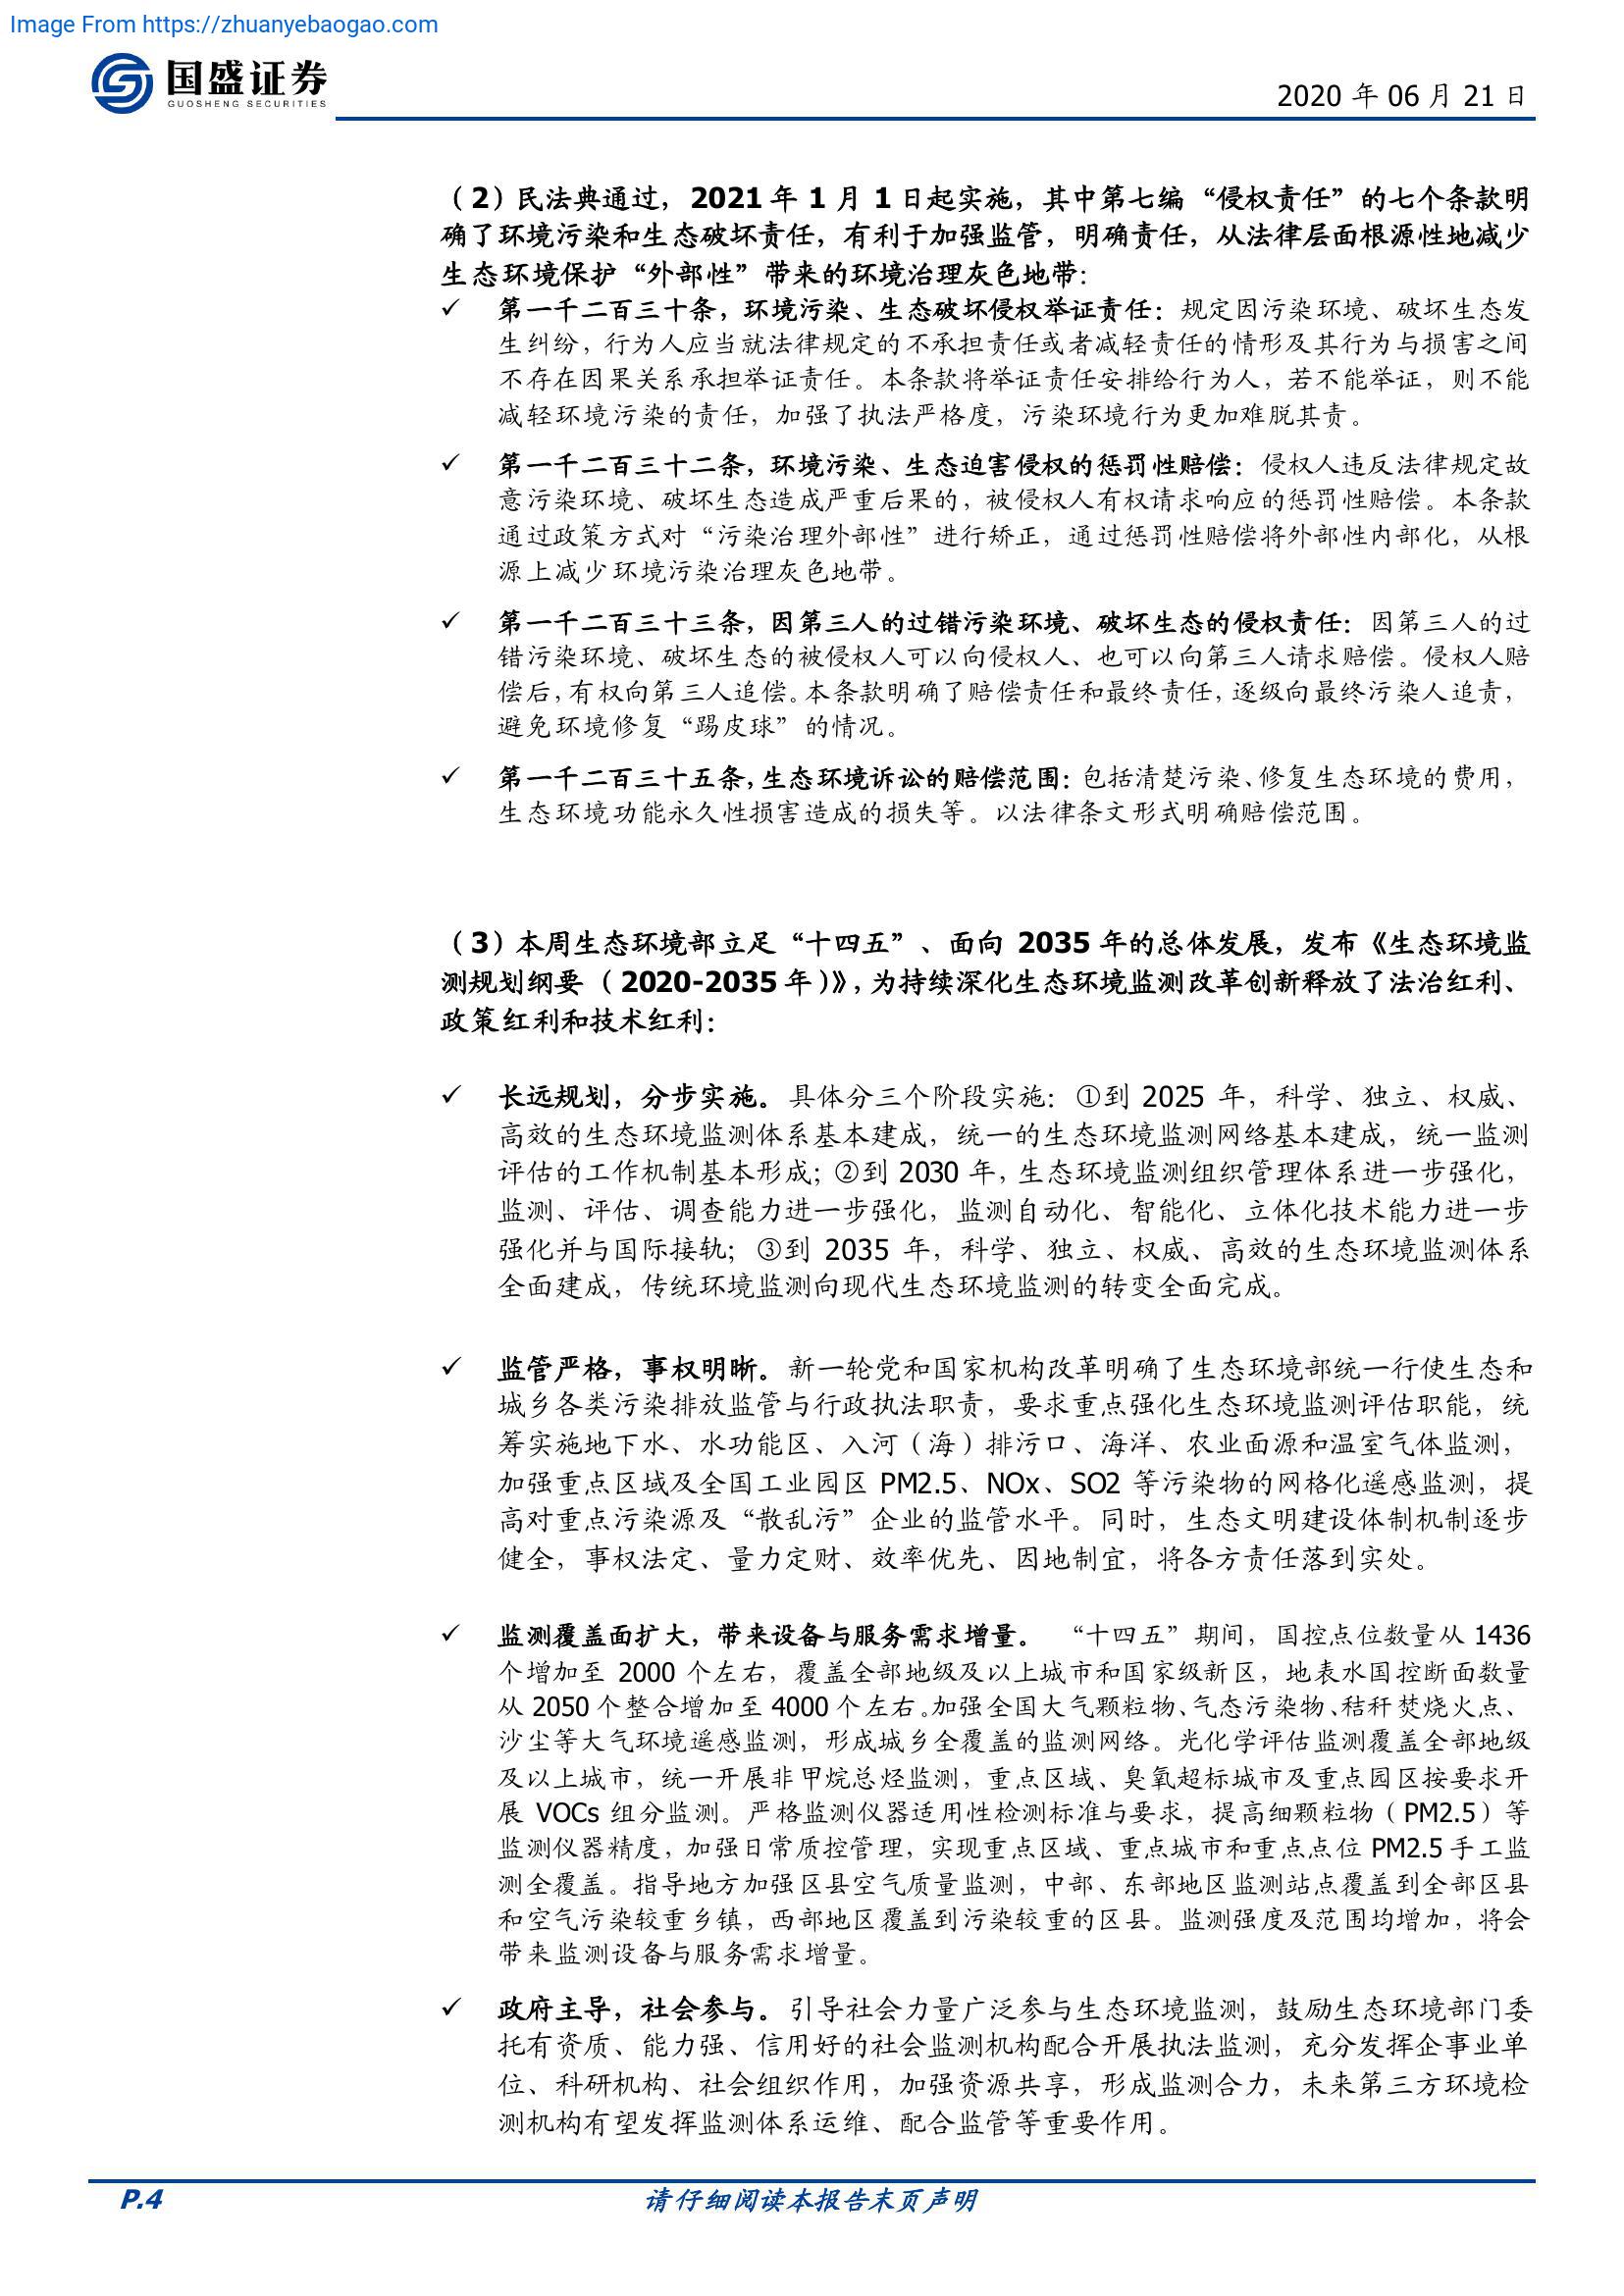 Image From https://zhuanyebaogao.com
国盛证券
GUOSHENG SECURITIES
2020 年 06 月 21 日
（2）民法典通过，2021 年 1 月 1 日起实施，其中第七编“侵权责任”的七个条款明
确了环境污染和生态破坏责任，有利于加强监管，明确责任，从法律层面根源性地减少
生态环境保护“外部性”带来的环境治理灰色地带：
✓ 第一千二百三十条，环境污染、生态破坏侵权举证责任：规定因污染环境、破坏生态发
生纠纷，行为人应当就法律规定的不承担责任或者减轻责任的情形及其行为与损害之间
不存在因果关系承担举证责任。本条款将举证责任安排给行为人，若不能举证，则不能
减轻环境污染的责任，加强了执法严格度，污染环境行为更加难脱其责。
✓ 第一千二百三十二条，环境污染、生态迫害侵权的惩罚性赔偿：侵权人违反法律规定故
意污染环境、破坏生态造成严重后果的，被侵权人有权请求响应的惩罚性赔偿。本条款
通过政策方式对“污染治理外部性”进行矫正，通过惩罚性赔偿将外部性内部化，从根
源上减少环境污染治理灰色地带。
✓ 第一千二百三十三条，因第三人的过错污染环境、破坏生态的侵权责任：因第三人的过
错污染环境、破坏生态的被侵权人可以向侵权人、也可以向第三人请求赔偿。侵权人赔
偿后，有权向第三人追偿。本条款明确了赔偿责任和最终责任，逐级向最终污染人追责，
避免环境修复“踢皮球”的情况。
✓ 第一千二百三十五条，生态环境诉讼的赔偿范围：包括清楚污染、修复生态环境的费用，
生态环境功能永久性损害造成的损失等。以法律条文形式明确赔偿范围。
（3）本周生态环境部立足“十四五”、面向 2035 年的总体发展，发布《生态环境监
测规划纲要（2020-2035 年）》，为持续深化生态环境监测改革创新释放了法治红利、
政策红利和技术红利：
✓ 长远规划，分步实施。具体分三个阶段实施：①到 2025 年，科学、独立、权威、
高效的生态环境监测体系基本建成，统一的生态环境监测网络基本建成，统一监测
评估的工作机制基本形成；②到 2030 年，生态环境监测组织管理体系进一步强化，
监测、评估、调查能力进一步强化，监测自动化、智能化、立体化技术能力进一步
强化并与国际接轨；③到 2035 年，科学、独立、权威、高效的生态环境监测体系
全面建成，传统环境监测向现代生态环境监测的转变全面完成。
✓ 监管严格，事权明晰。新一轮党和国家机构改革明确了生态环境部统一行使生态和
城乡各类污染排放监管与行政执法职责，要求重点强化生态环境监测评估职能，统
筹实施地下水、水功能区、入河（海）排污口、海洋、农业面源和温室气体监测，
加强重点区域及全国工业园区 PM2.5、NOx、SO2 等污染物的网格化遥感监测，提
高对重点污染源及“散乱污”企业的监管水平。同时，生态文明建设体制机制逐步
健全，事权法定、量力定财、效率优先、因地制宜，将各方责任落到实处。
✓ 监测覆盖面扩大，带来设备与服务需求增量。 “十四五”期间，国控点位数量从 1436
个增加至 2000 个左右，覆盖全部地级及以上城市和国家级新区，地表水国控断面数量
从 2050 个整合增加至 4000 个左右。加强全国大气颗粒物、气态污染物、秸秆焚烧火点、
沙尘等大气环境遥感监测，形成城乡全覆盖的监测网络。光化学评估监测覆盖全部地级
及以上城市，统一开展非甲烷总烃监测，重点区域、臭氧超标城市及重点园区按要求开
展 VOCs 组分监测。严格监测仪器适用性检测标准与要求，提高细颗粒物（PM2.5）等
监测仪器精度，加强日常质控管理，实现重点区域、重点城市和重点点位 PM2.5 手工监
测全覆盖。指导地方加强区县空气质量监测，中部、东部地区监测站点覆盖到全部区县
和空气污染较重乡镇，西部地区覆盖到污染较重的区县。监测强度及范围均增加，将会
带来监测设备与服务需求增量。
✓ 政府主导，社会参与。引导社会力量广泛参与生态环境监测，鼓励生态环境部门委
托有资质、能力强、信用好的社会监测机构配合开展执法监测，充分发挥企事业单
位、科研机构、社会组织作用，加强资源共享，形成监测合力，未来第三方环境检
测机构有望发挥监测体系运维、配合监管等重要作用。
P.4
请仔细阅读本报告末页声明